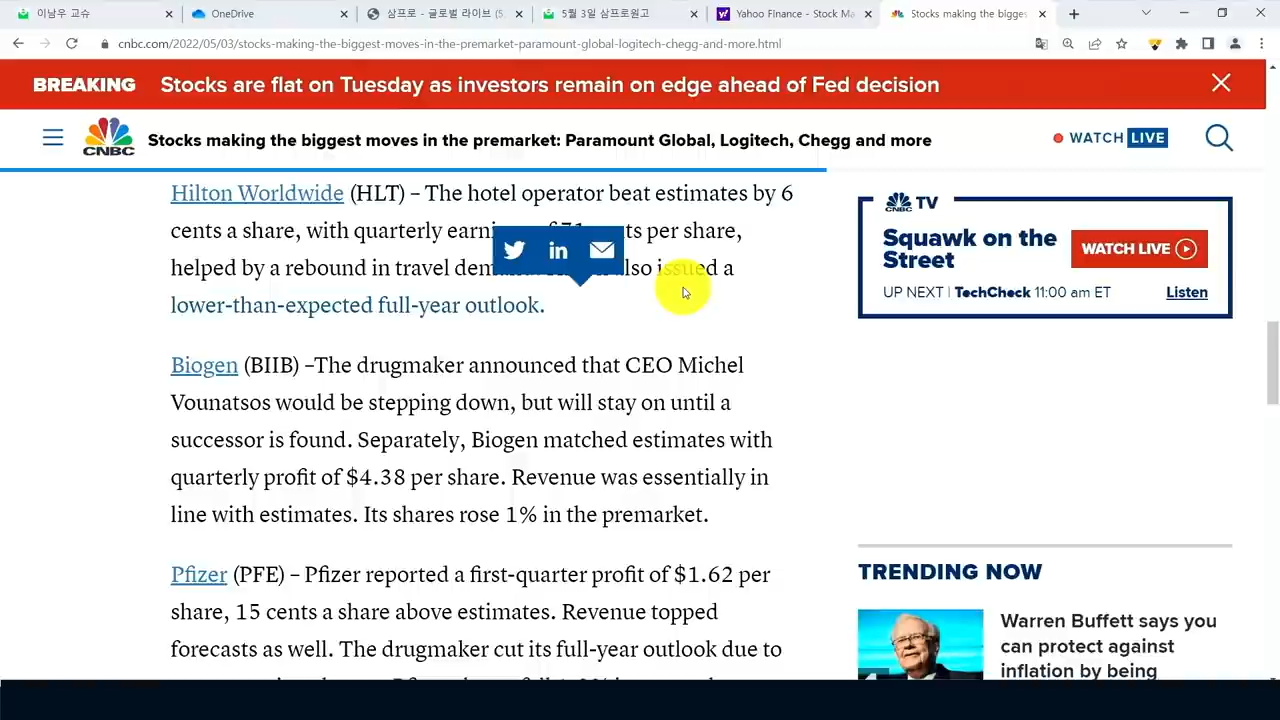 이남우 교슈
OneDrive
삼프로 - 글로벌 라이브 (5
5월 3일 삼프로원고
Yahoo Finance - Stock Ma
Stocks making the bigges
cnbc.com/2022/05/03/stocks-making-the-biggest-moves-in-the-premarket-paramount-global-logitech-chegg-and-more.html
BREAKING Stocks are flat on Tuesday as investors remain on edge ahead of Fed decision
CNBC Stocks making the biggest moves in the premarket: Paramount Global, Logitech, Chegg and more
WATCH LIVE
Hilton Worldwide (HLT) – The hotel operator beat estimates by 6
cents a share, with quarterly per share,
helped by a rebound in travel issued a
lower-than-expected full-year outlook.
Biogen (BIIB) –The drugmaker announced that CEO Michel
Vounatsos would be stepping down, but will stay on until a
successor is found. Separately, Biogen matched estimates with
quarterly profit of $4.38 per share. Revenue was essentially in
line with estimates. Its shares rose 1% in the premarket.
Pfizer (PFE) – Pfizer reported a first-quarter profit of $1.62 per
share, 15 cents a share above estimates. Revenue topped
forecasts as well. The drugmaker cut its full-year outlook due to
CNBC TV
Squawk on the
Street
WATCH LIVE
UP NEXT | TechCheck 11:00 am ET
Listen
TRENDING NOW
Warren Buffett says you
can protect against
inflation by being